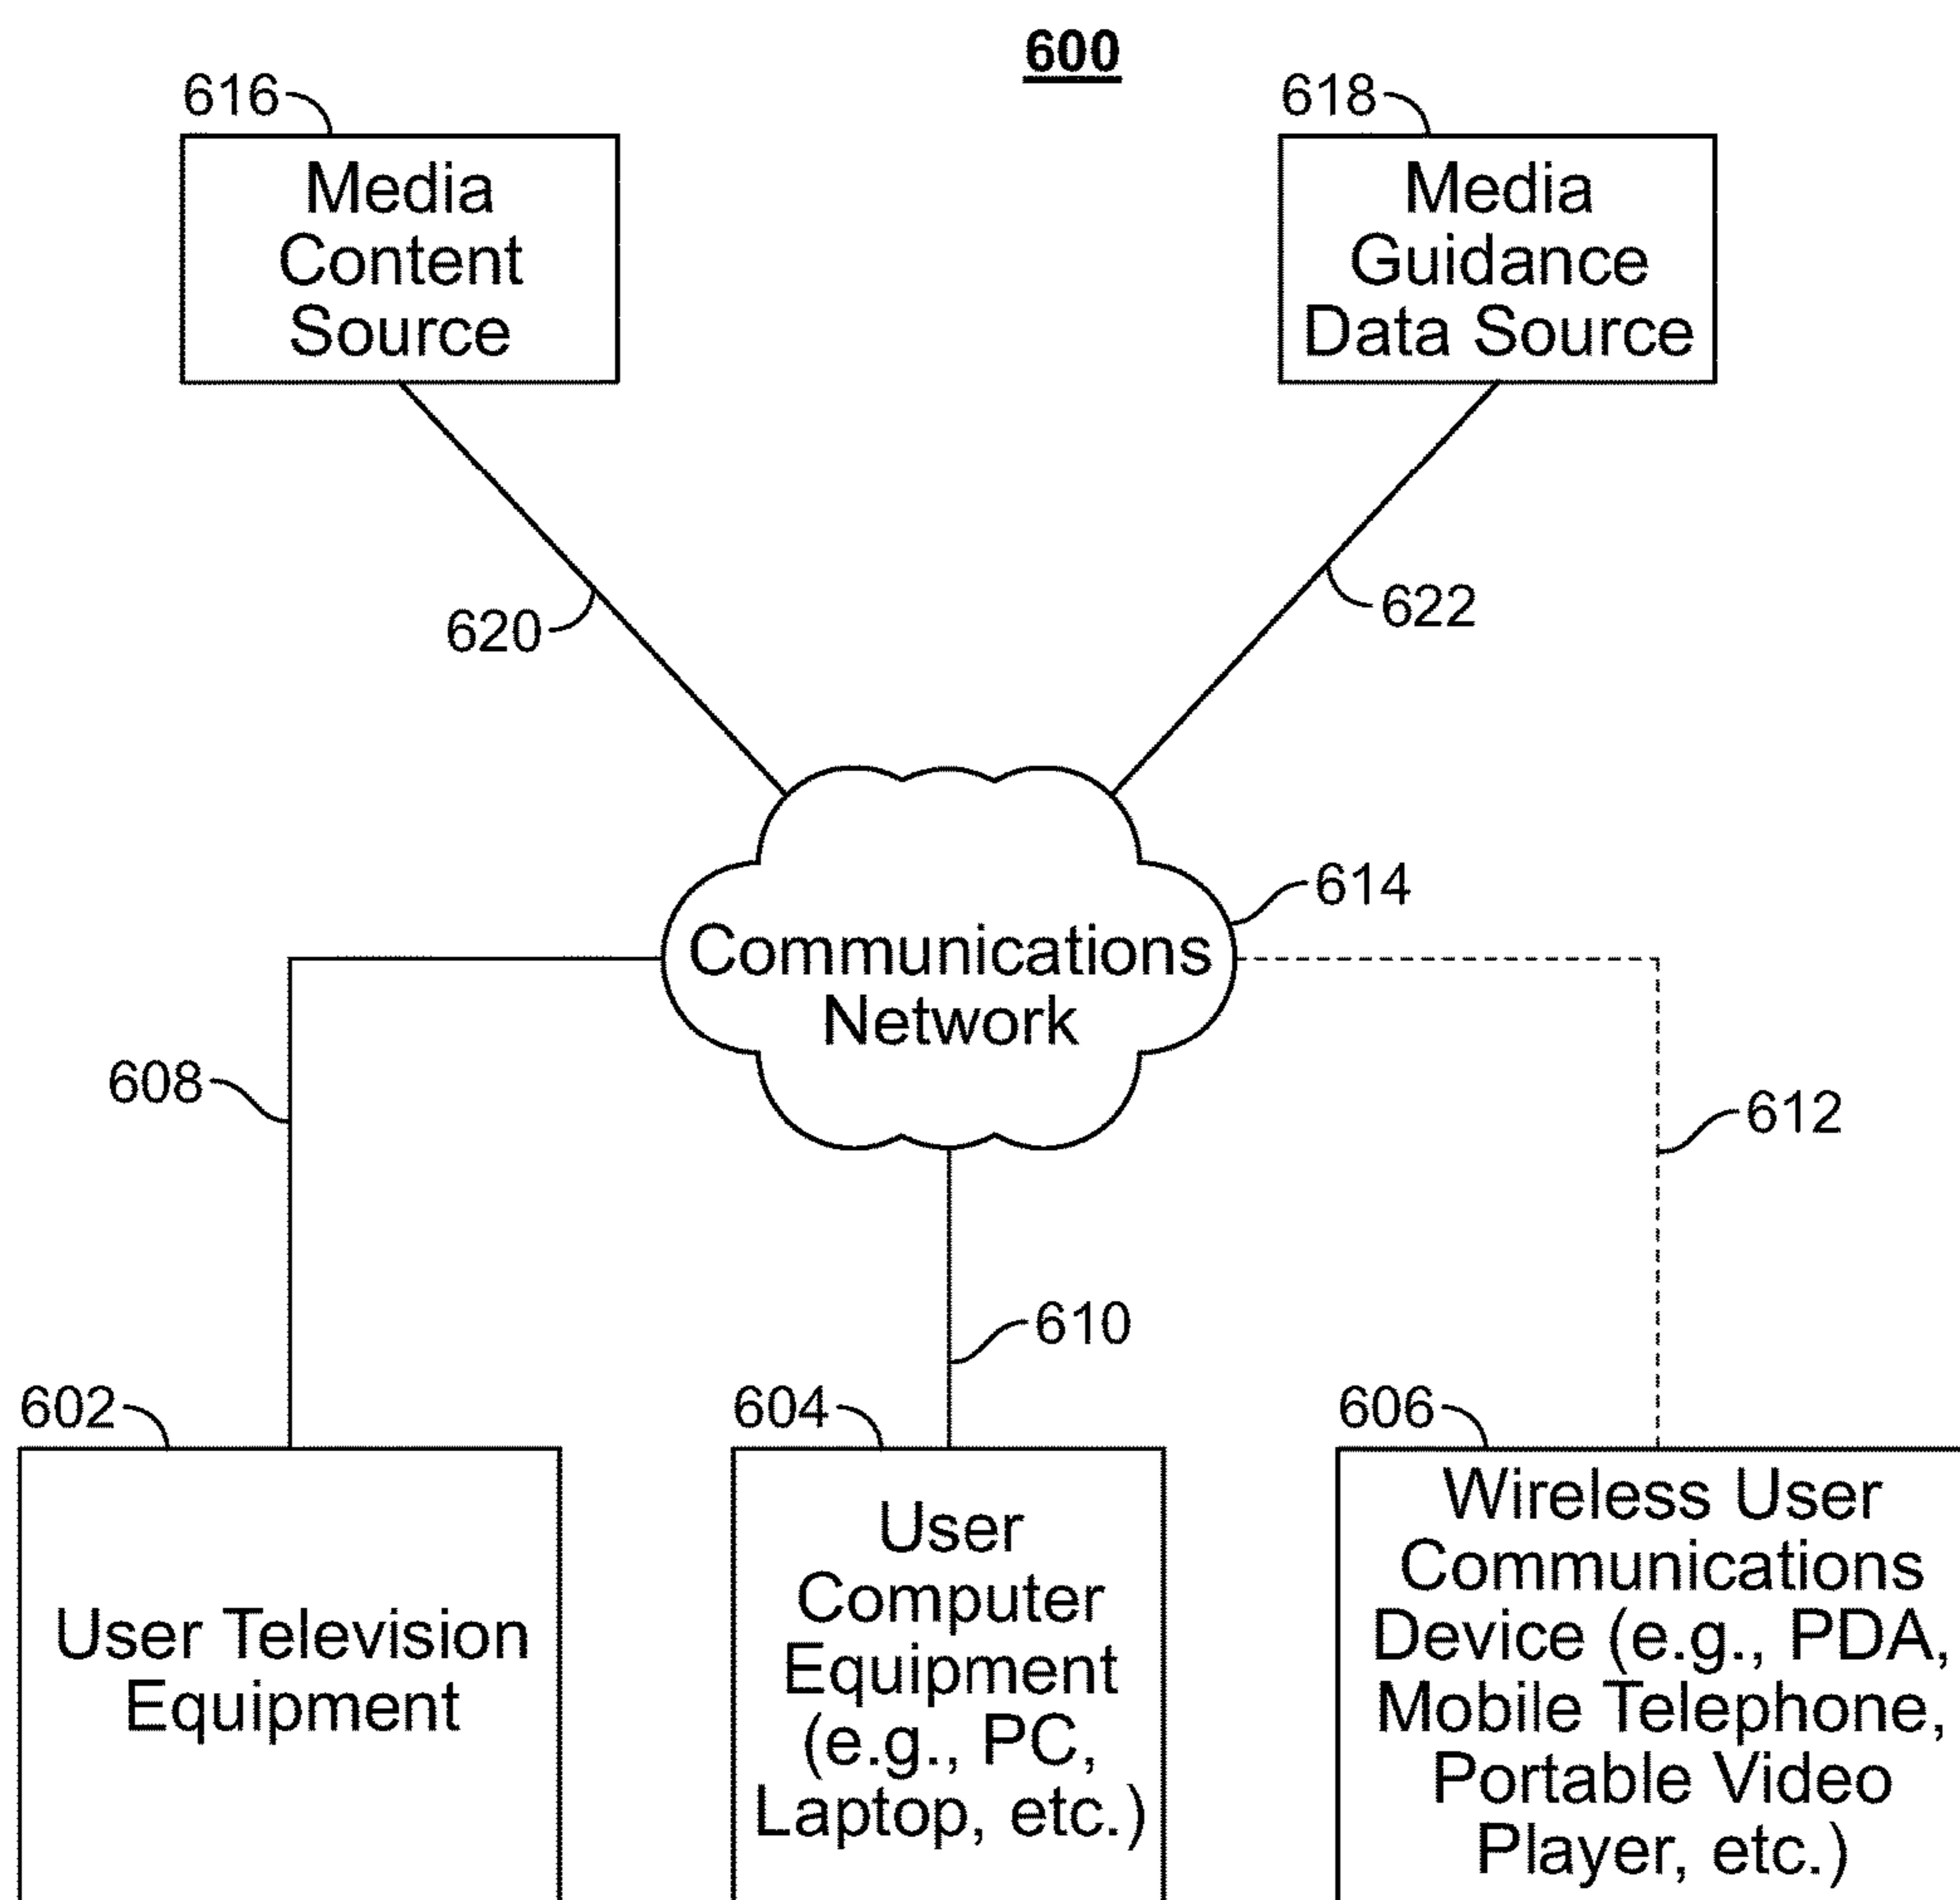 600
616
Media
Content
Source
618
Media
Guidance
Data Source
620
622
614
Communications
Network
608
612
610
602
User Television
Equipment
604
User
Computer
Equipment
(e.g., PC,
Laptop, etc.)
606
Wireless User
Communications
Device (e.g., PDA,
Mobile Telephone,
Portable Video
Player, etc.)